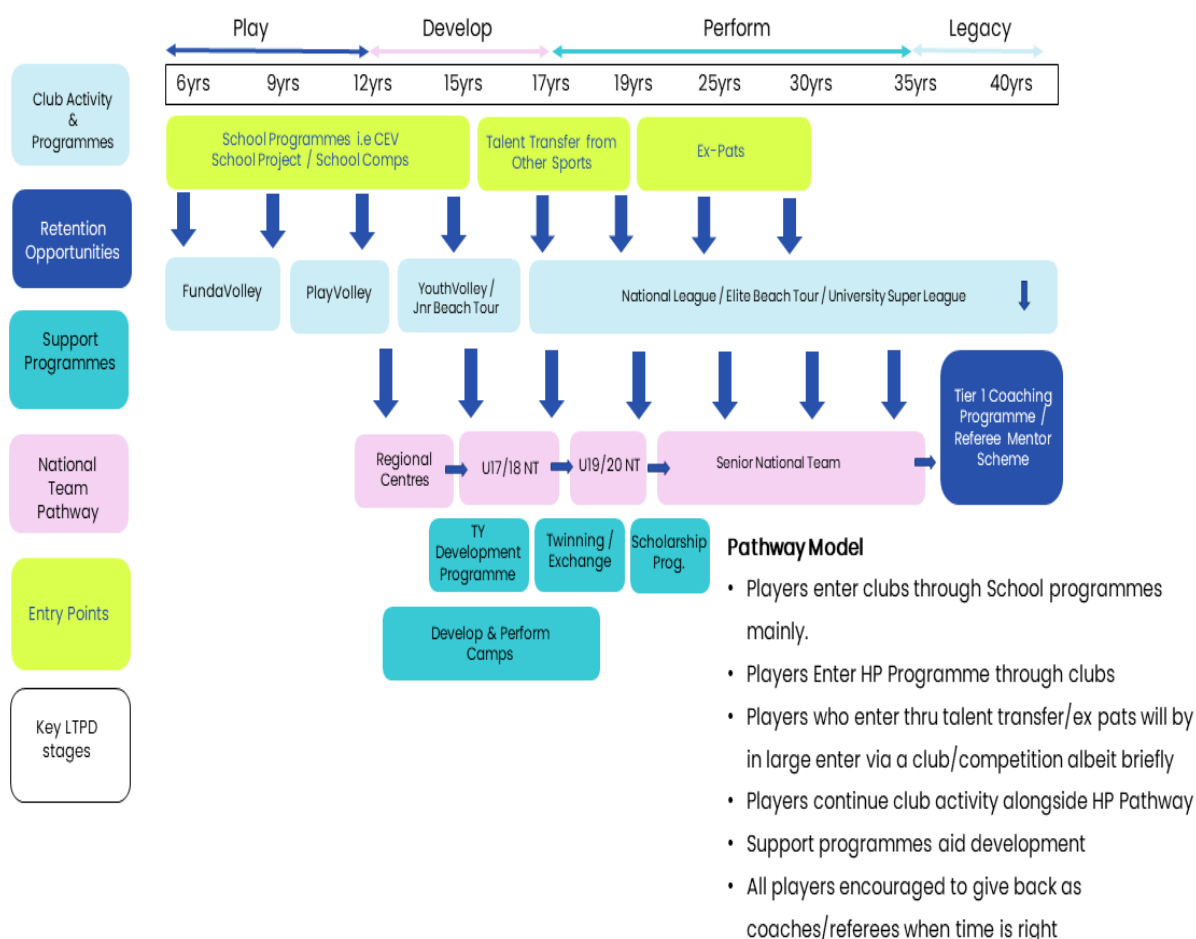 Play
Develop
Perform
Legacy
6yrs 9yrs 12yrs 15yrs 17yrs 19yrs 25yrs 30yrs 35yrs 40yrs
Club Activity
&
Programmes
School Programmes i.e CEV
School Project / School Comps
Talent Transfer from
Other Sports
Ex-Pats
Retention
Opportunities
FundaVolley
PlayVolley
YouthVolley /
Jnr Beach Tour
National League / Elite Beach Tour / University Super League
Support
Programmes
Tier 1 Coaching
Programme /
Referee Mentor
Scheme
National
Team
Pathway
Regional
Centres
U17/18 NT
U19/20 NT
Senior National Team
TY
Development
Programme
Twinning /
Exchange
Scholarship
Prog.
Entry Points
Develop & Perform
Camps
Key LTPD
stages
Pathway Model
• Players enter clubs through School programmes
mainly.
• Players Enter HP Programme through clubs
• Players who enter thru talent transfer/ex pats will by
in large enter via a club/competition albeit briefly
• Players continue club activity alongside HP Pathway
• Support programmes aid development
• All players encouraged to give back as
coaches/referees when time is right